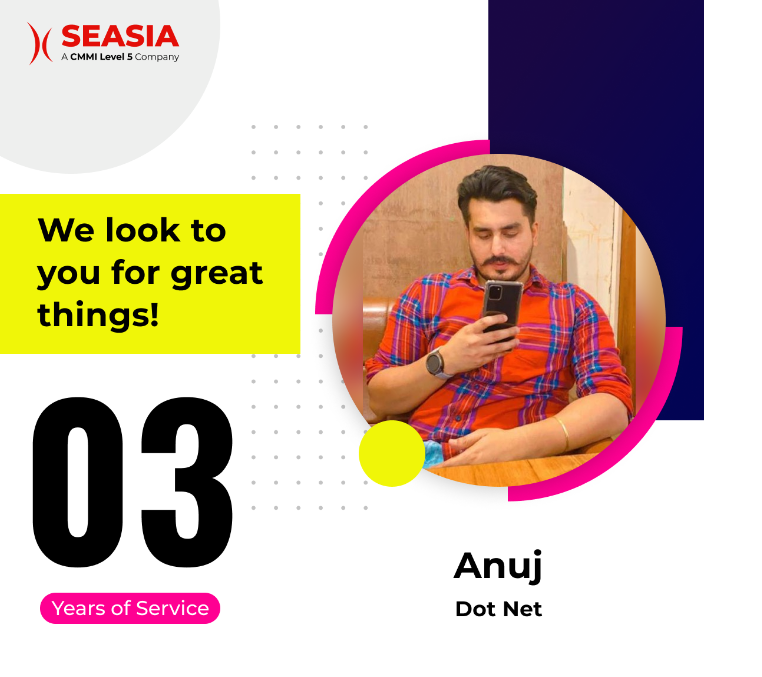 SEASIA
A CMMI Level 5 Company
We look to
you for great
things!
03
Years of Service
Anuj
Dot Net